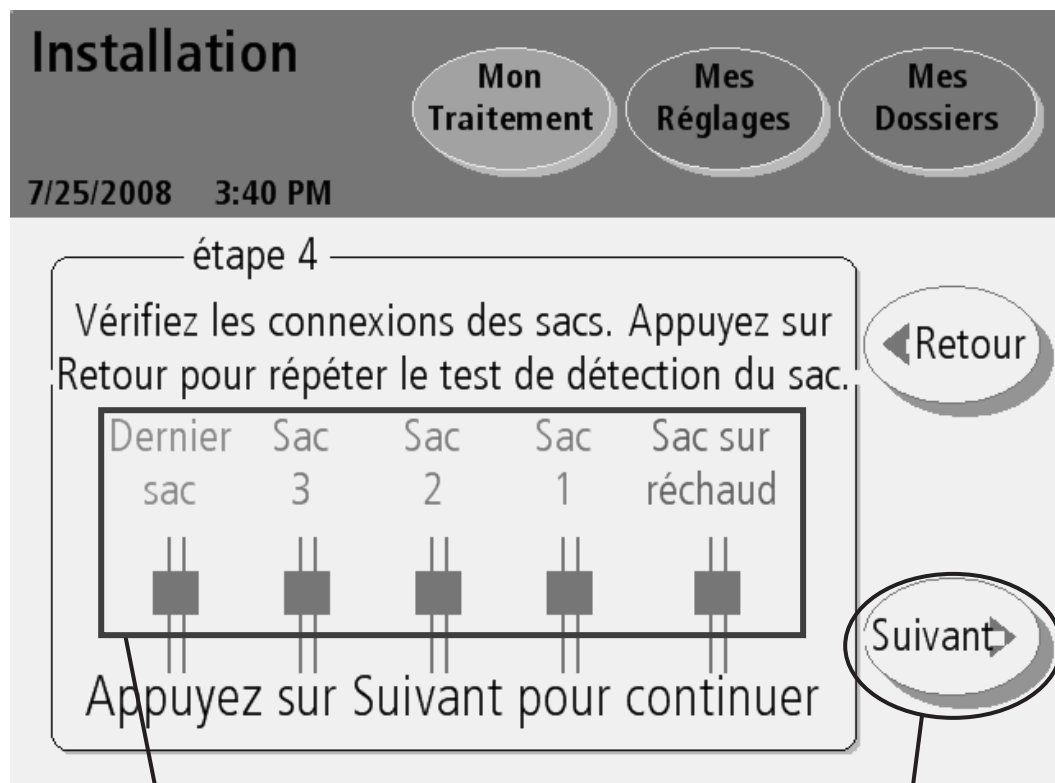 Installation
Mon
Traitement
Mes
Réglages
Mes
Dossiers
7/25/2008 3:40 PM
étape 4
Vérifiez les connexions des sacs. Appuyez sur
Retour pour répéter le test de détection du sac.
Retour
Dernier
sac
Sac
3
Sac
2
Sac
1
Sac sur
réchaud
Suivant
Appuyez sur Suivant pour continuer